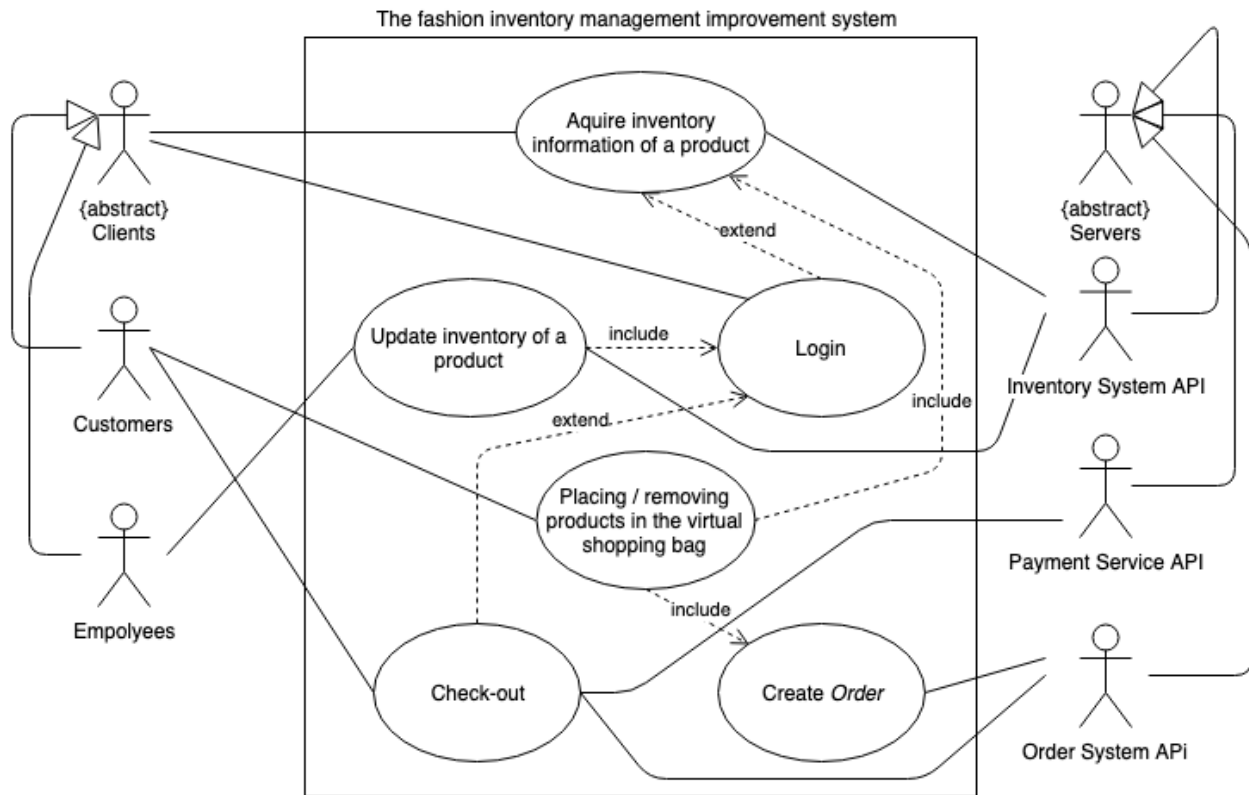 The fashion inventory management improvement system
Aquire inventory
information of a product
{abstract}
Clients
{abstract}
Servers
extend
Update inventory of a
product
include
Login
Inventory System API
Customers
extend
include
Placing / removing
products in the virtual
shopping bag
Payment Service API
include
Empolyees
Check-out
Create Order
Order System APi